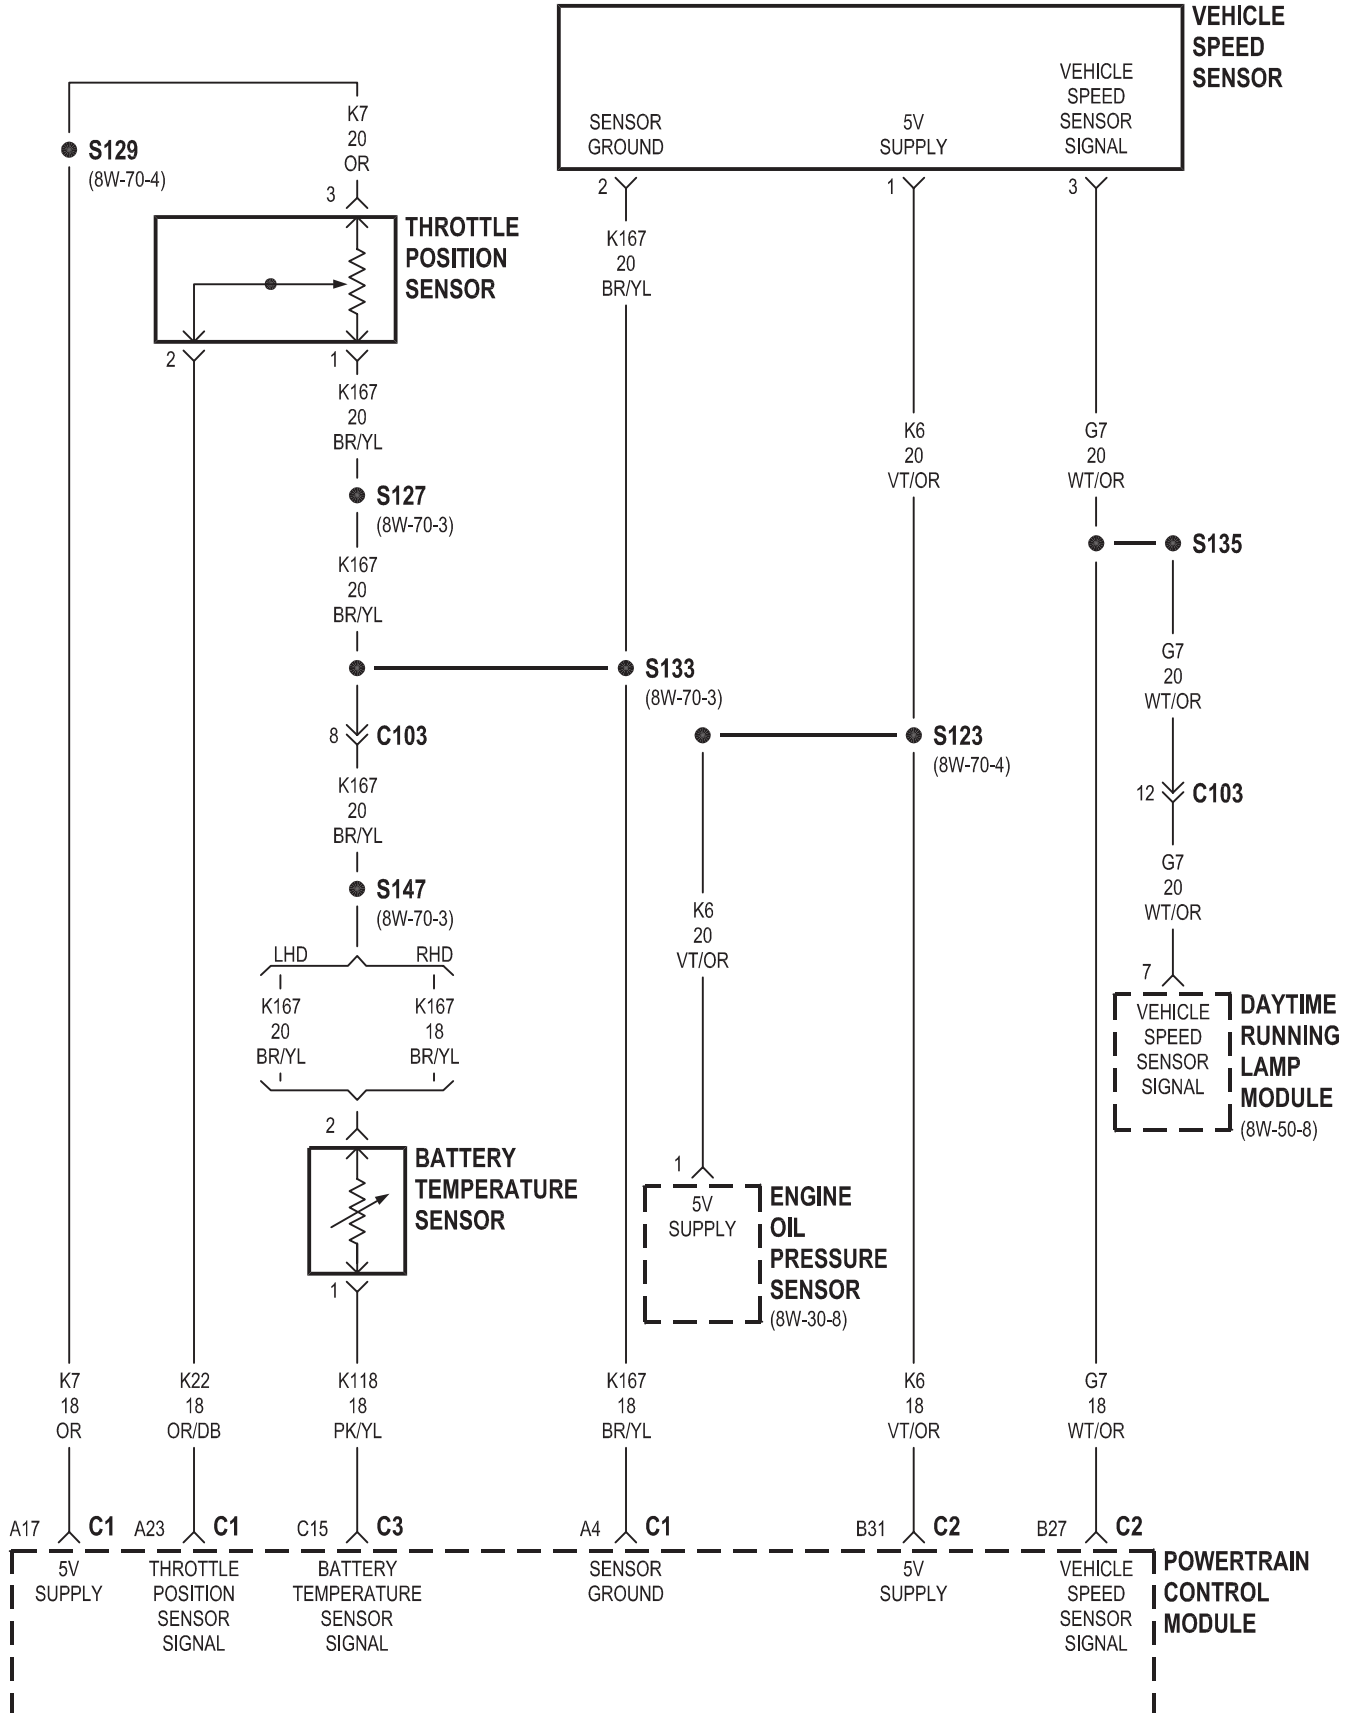 VEHICLE
SPEED
SENSOR
VEHICLE
SPEED
SENSOR
SIGNAL
SENSOR
GROUND
5V
SUPPLY
2
1
3
K7
20
OR
S129
(8W-70-4)
3
THROTTLE
POSITION
SENSOR
2
1
K167
20
BR/YL
K167
20
BR/YL
S127
(8W-70-3)
K6
20
VT/OR
G7
20
WT/OR
S135
K167
20
BR/YL
S133
(8W-70-3)
G7
20
WT/OR
8
C103
S123
(8W-70-4)
12
C103
K167
20
BR/YL
S147
(8W-70-3)
K6
20
VT/OR
G7
20
WT/OR
LHD
RHD
K167
20
BR/YL
K167
18
BR/YL
7
VEHICLE
SPEED
SENSOR
SIGNAL
DAYTIME
RUNNING
LAMP
MODULE
(8W-50-8)
2
BATTERY
TEMPERATURE
SENSOR
1
1
5V
SUPPLY
ENGINE
OIL
PRESSURE
SENSOR
(8W-30-8)
K7
18
OR
K22
18
OR/DB
K118
18
PK/YL
K167
18
BR/YL
K6
18
VT/OR
G7
18
WT/OR
A17
C1
A23
C1
C15
C3
A4
C1
B31
C2
B27
C2
5V
SUPPLY
THROTTLE
POSITION
SENSOR
SIGNAL
BATTERY
TEMPERATURE
SENSOR
SIGNAL
SENSOR
GROUND
5V
SUPPLY
VEHICLE
SPEED
SENSOR
SIGNAL
POWERTRAIN
CONTROL
MODULE